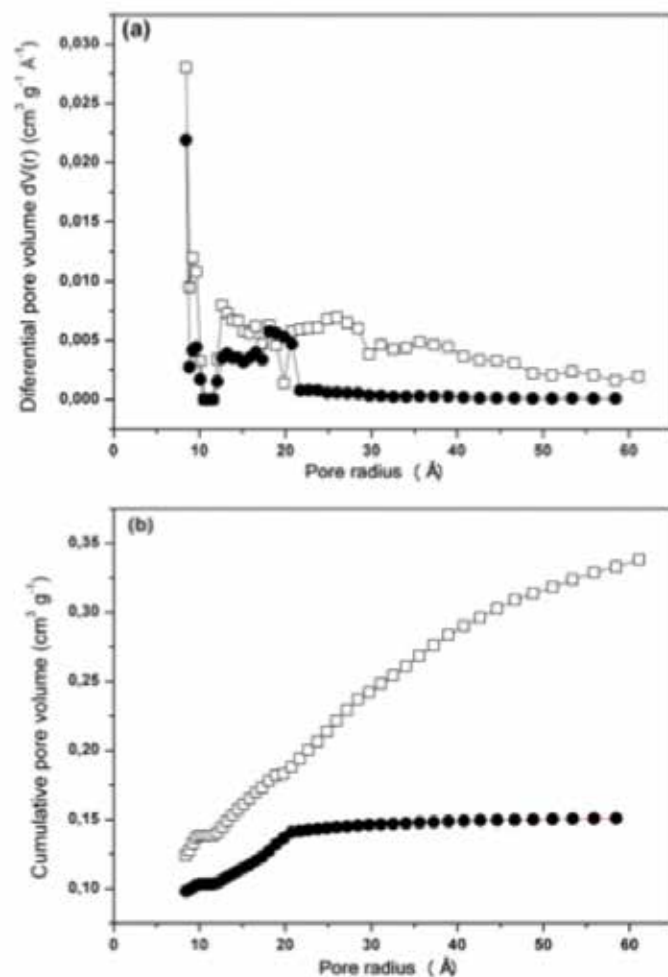 (a)
Diferential pore volume dV(r) (cm³ g⁻¹ Å⁻¹)
0,030
0,025
0,020
0,015
0,010
0,005
0,000
0 10 20 30 40 50 60
Pore radius (Å)
(b)
Cumulative pore volume (cm³ g⁻¹)
0,35
0,30
0,25
0,20
0,15
0,10
0 10 20 30 40 50 60
Pore radius (Å)